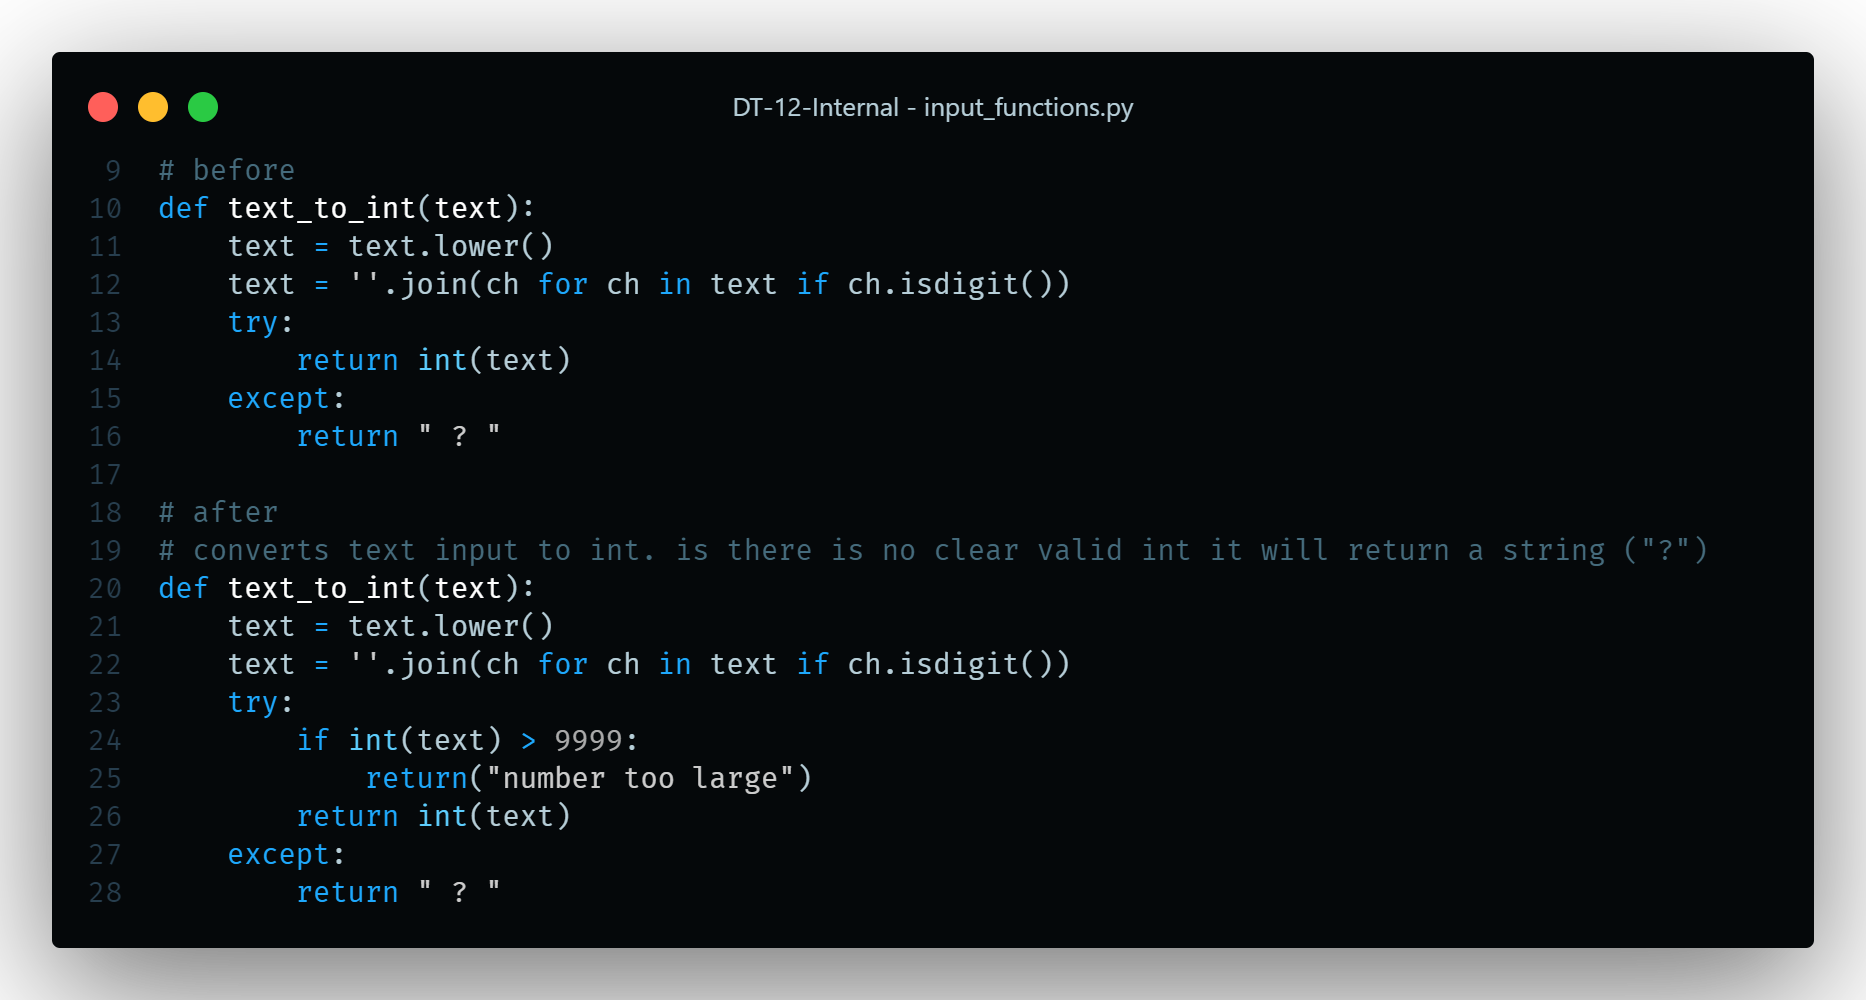 DT-12-Internal - input_functions.py
9 # before
10 def text_to_int(text):
11     text = text.lower()
12     text = ''.join(ch for ch in text if ch.isdigit())
13     try:
14         return int(text)
15     except:
16         return " ? "
17
18 # after
19 # converts text input to int. is there is no clear valid int it will return a string ("?")
20 def text_to_int(text):
21     text = text.lower()
22     text = ''.join(ch for ch in text if ch.isdigit())
23     try:
24         if int(text) > 9999:
25             return("number too large")
26         return int(text)
27     except:
28         return " ? "